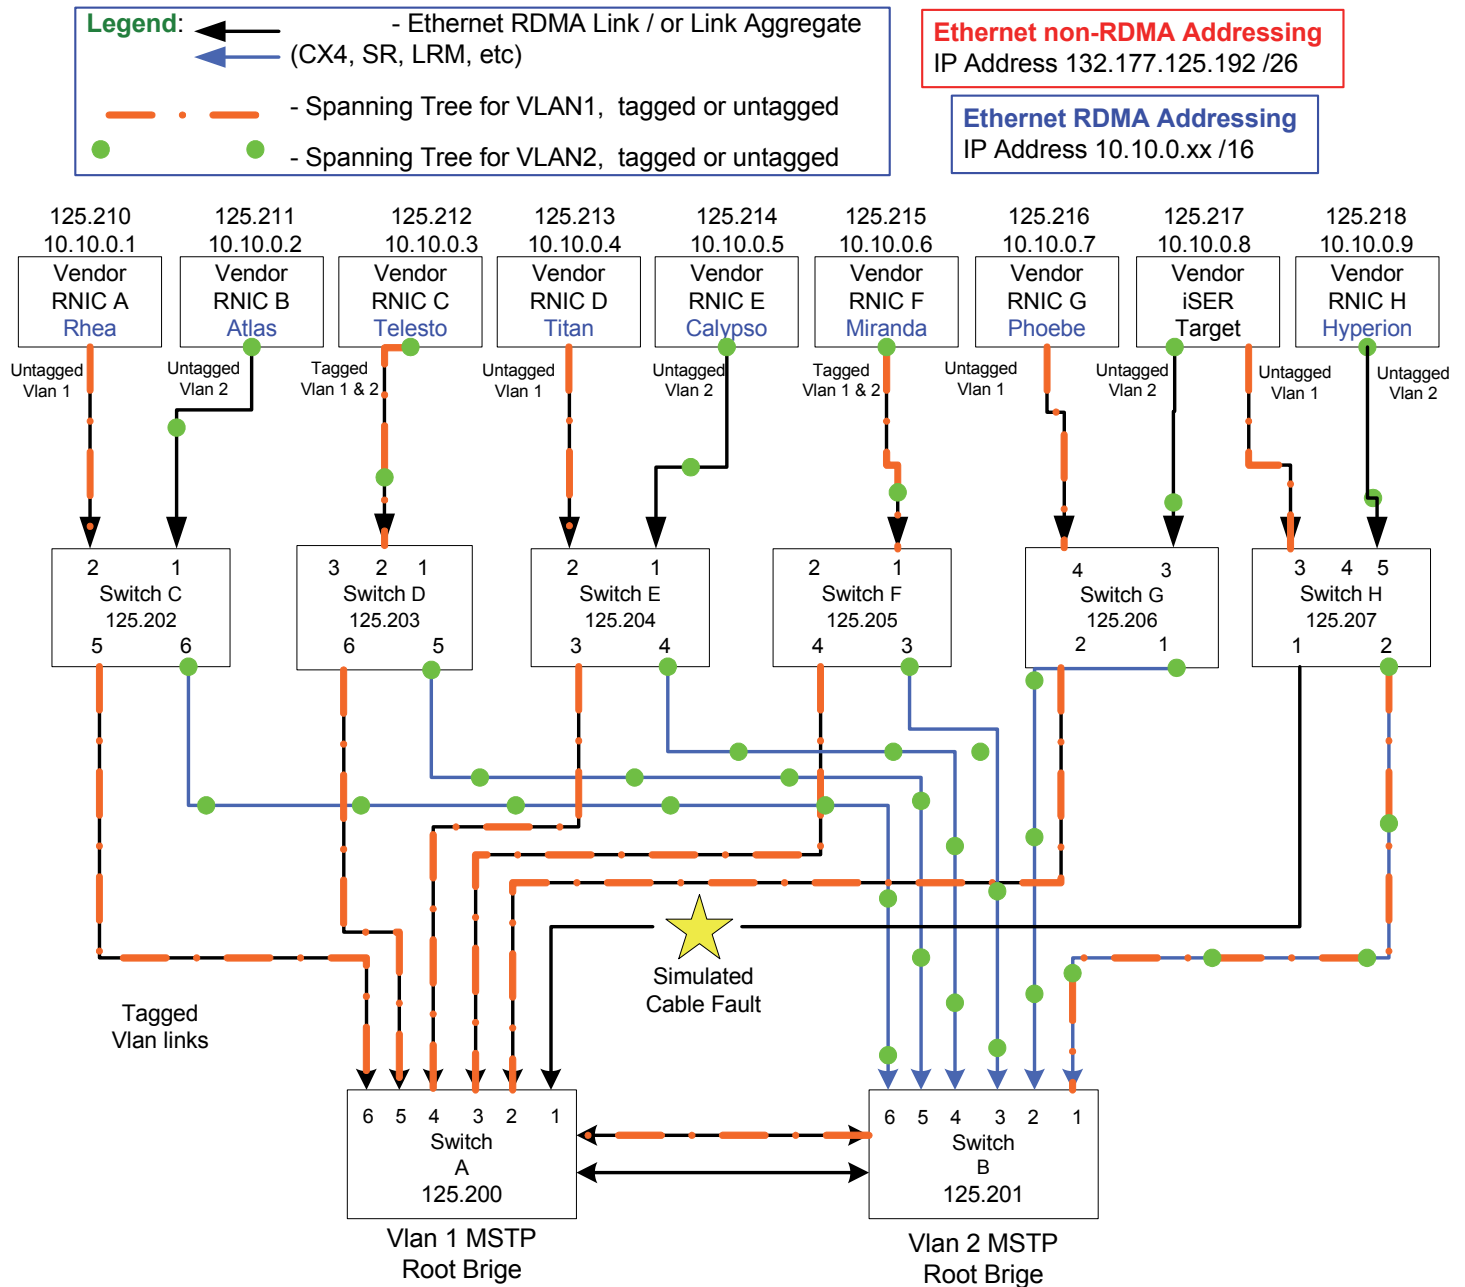 Legend: - Ethernet RDMA Link / or Link Aggregate
(CX4, SR, LRM, etc)
- Spanning Tree for VLAN1, tagged or untagged
- Spanning Tree for VLAN2, tagged or untagged
Ethernet non-RDMA Addressing
IP Address 132.177.125.192 /26
Ethernet RDMA Addressing
IP Address 10.10.0.xx /16
125.210
10.10.0.1
Vendor
RNIC A
Rhea
125.211
10.10.0.2
Vendor
RNIC B
Atlas
125.212
10.10.0.3
Vendor
RNIC C
Telesto
125.213
10.10.0.4
Vendor
RNIC D
Titan
125.214
10.10.0.5
Vendor
RNIC E
Calypso
125.215
10.10.0.6
Vendor
RNIC F
Miranda
125.216
10.10.0.7
Vendor
RNIC G
Phoebe
125.217
10.10.0.8
Vendor
iSER
Target
125.218
10.10.0.9
Vendor
RNIC H
Hyperion
Untagged
Vlan 1
Untagged
Vlan 2
Tagged
Vlan 1 & 2
Untagged
Vlan 1
Untagged
Vlan 2
Tagged
Vlan 1 & 2
Untagged
Vlan 1
Untagged
Vlan 2
Untagged
Vlan 1
Untagged
Vlan 2
2 1
Switch C
125.202
5 6
3 2 1
Switch D
125.203
6 5
2 1
Switch E
125.204
3 4
2 1
Switch F
125.205
4 3
4 3
Switch G
125.206
2 1
3 4 5
Switch H
125.207
1 2
Simulated
Cable Fault
Tagged
Vlan links
6 5 4 3 2 1
Switch
A
125.200
6 5 4 3 2 1
Switch
B
125.201
Vlan 1 MSTP
Root Brige
Vlan 2 MSTP
Root Brige